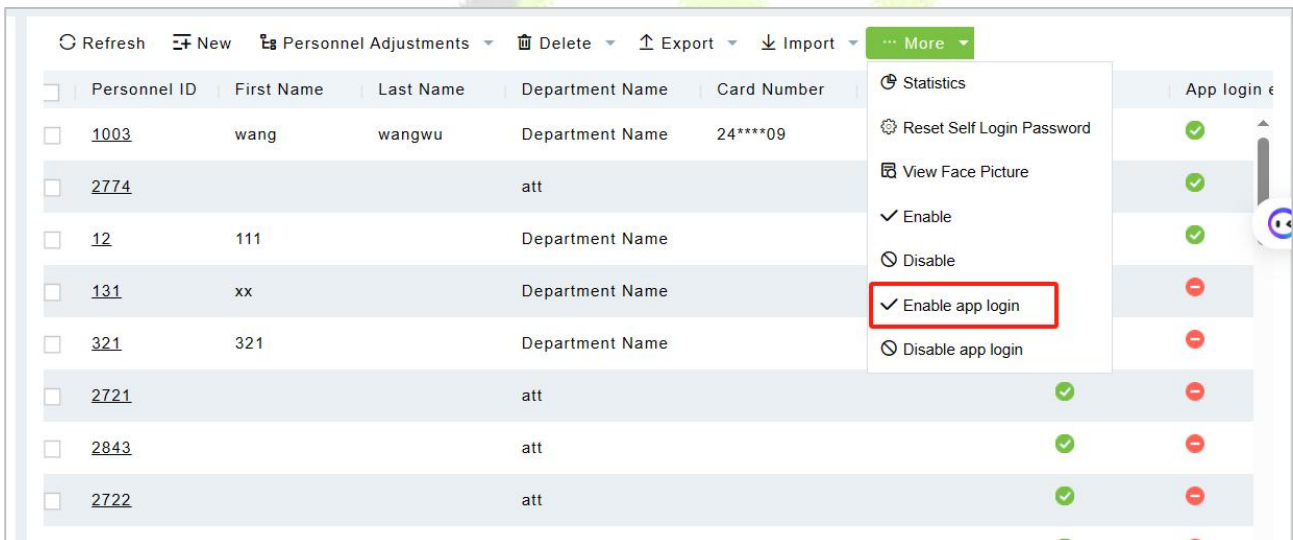 Refresh New Personnel Adjustments Delete Export Import ··· More
Personnel ID First Name Last Name Department Name Card Number App login e
Statistics
1003 wang wangwu Department Name 24****09
Reset Self Login Password
View Face Picture
2774 att
Enable
12 111 Department Name
Disable
131 xx Department Name
Enable app login
321 321 Department Name
Disable app login
2721 att
2843 att
2722 att